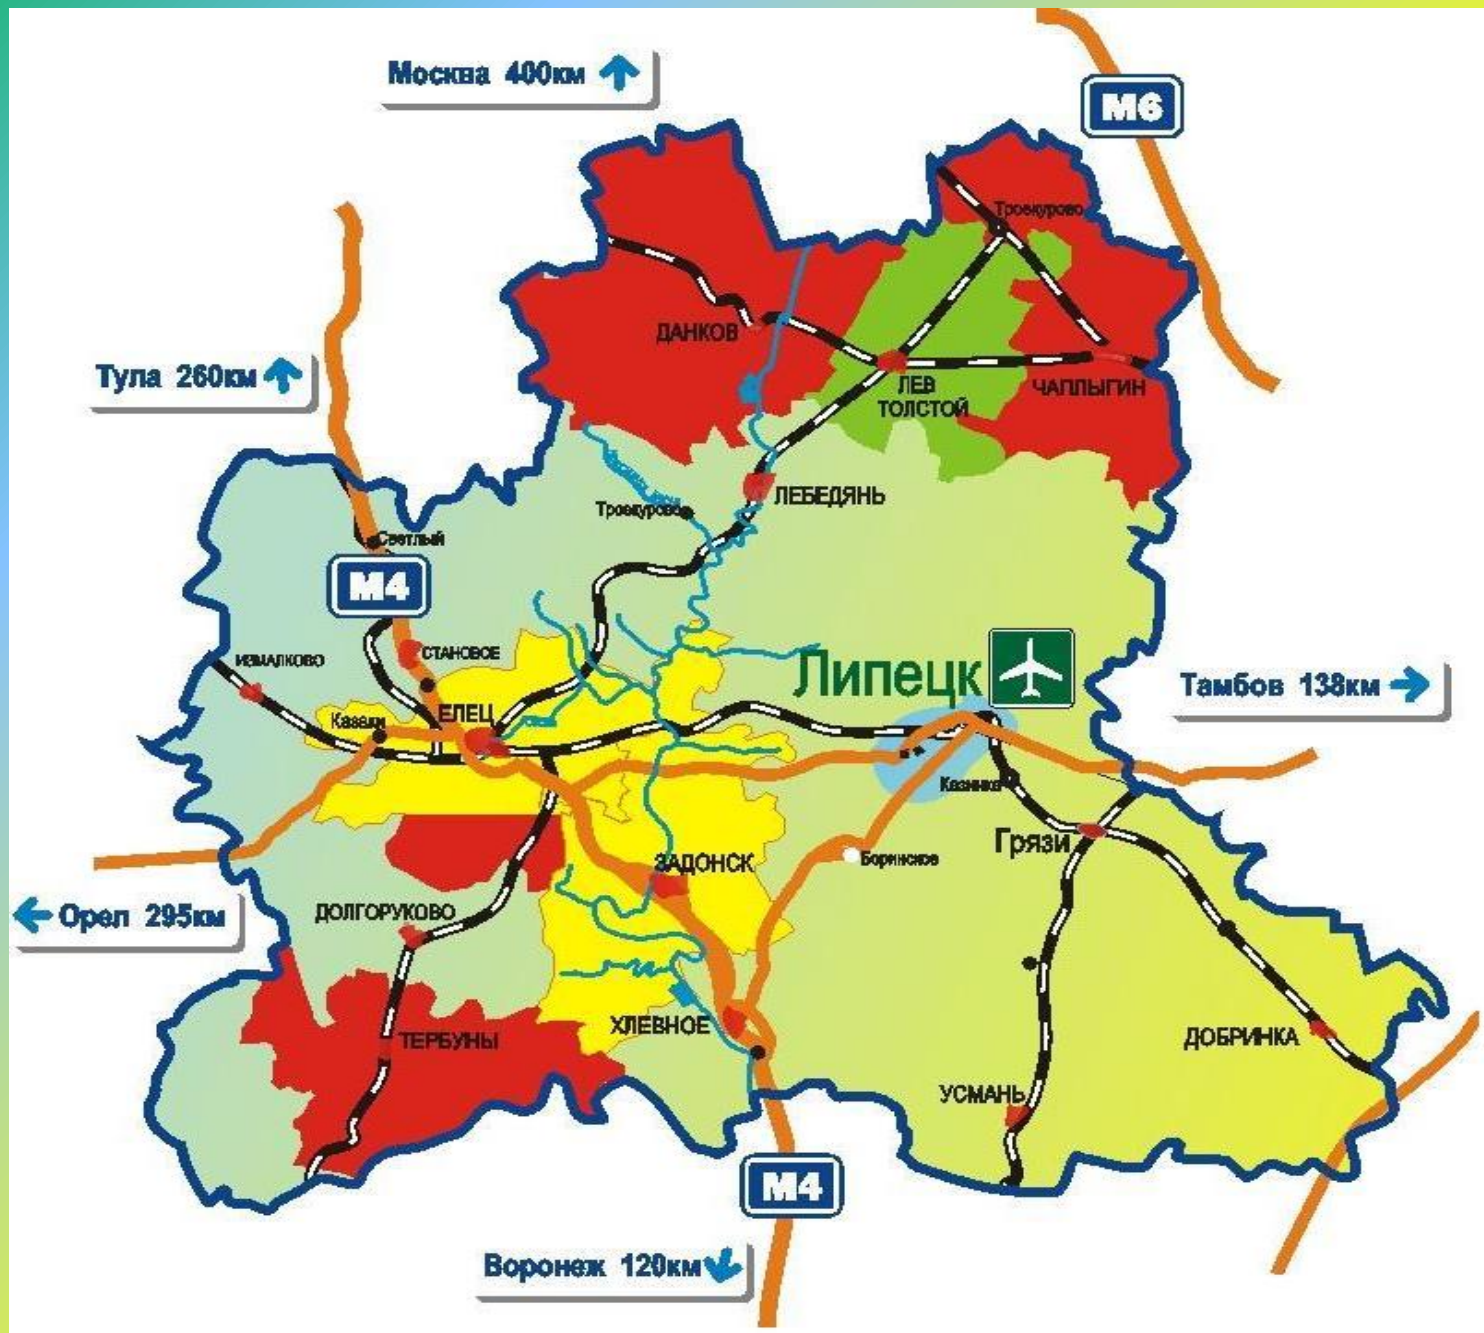 Москва 400км
М6
Троекурово
ДАНКОВ
Тула 260км
ЛЕВ
ТОЛСТОЙ
ЧАПЛЫГИН
ЛЕБЕДЯНЬ
Троекурово
Светлый
М4
ИЗМАЛКОВО
СТАНОВОЕ
Липецк
Тамбов 138км
Казаки
ЕЛЕЦ
Казинка
Грязи
Боринское
ЗАДОНСК
ДОЛГОРУКОВО
Орел 295км
ХЛЕВНОЕ
ТЕРБУНЫ
ДОБРИНКА
УСМАНЬ
М4
Воронеж 120км